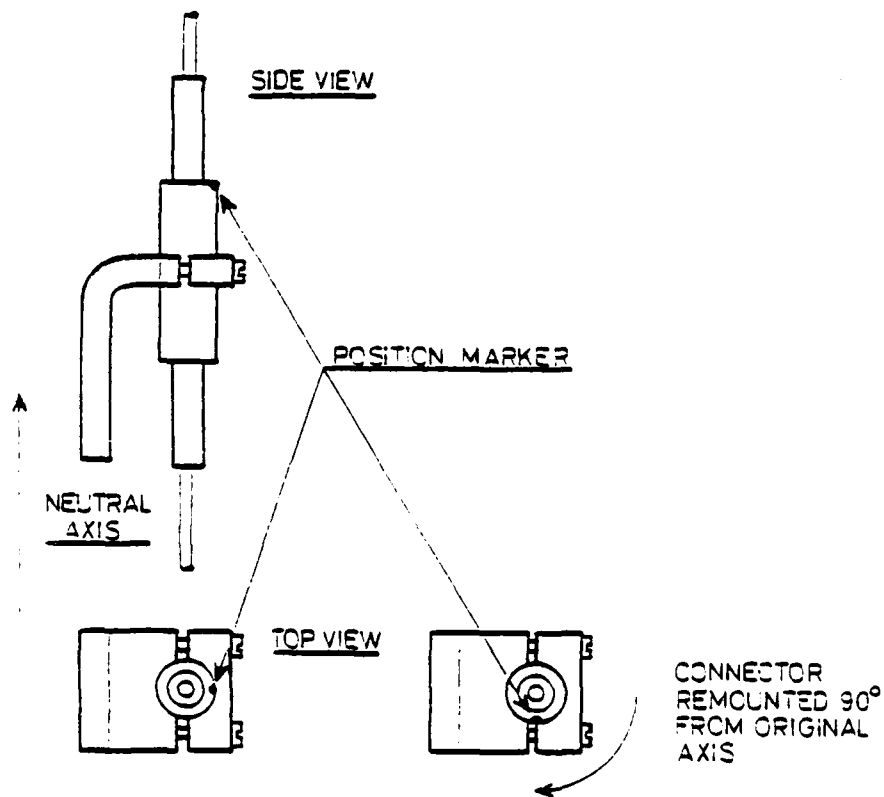 SIDE VIEW
POSITION MARKER
NEUTRAL
AXIS
TOP VIEW
CONNECTOR
REMOUNTED 90°
FROM ORIGINAL
AXIS